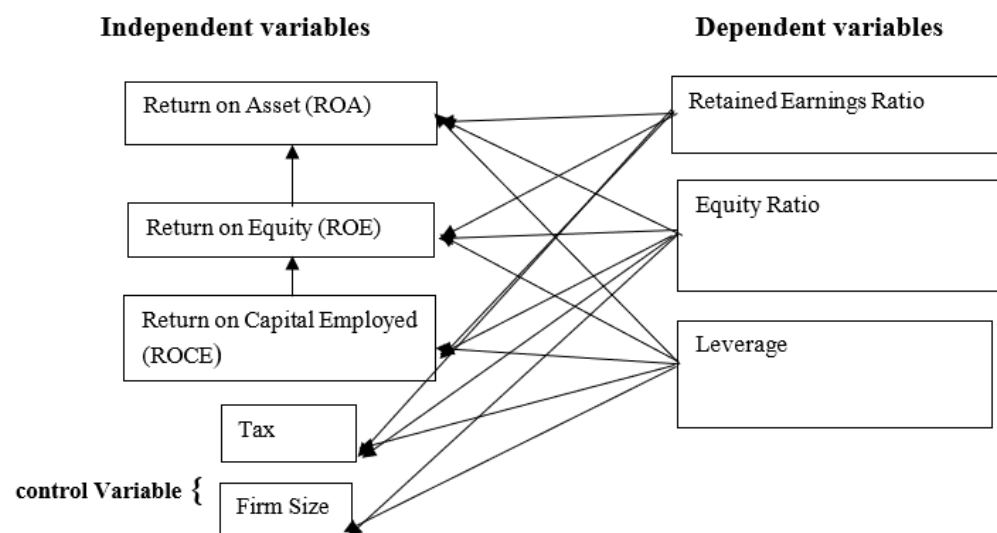 Independent variables
Dependent variables
Return on Asset (ROA)
Retained Earnings Ratio
Return on Equity (ROE)
Equity Ratio
Return on Capital Employed
(ROCE)
Leverage
Tax
control Variable {
Firm Size